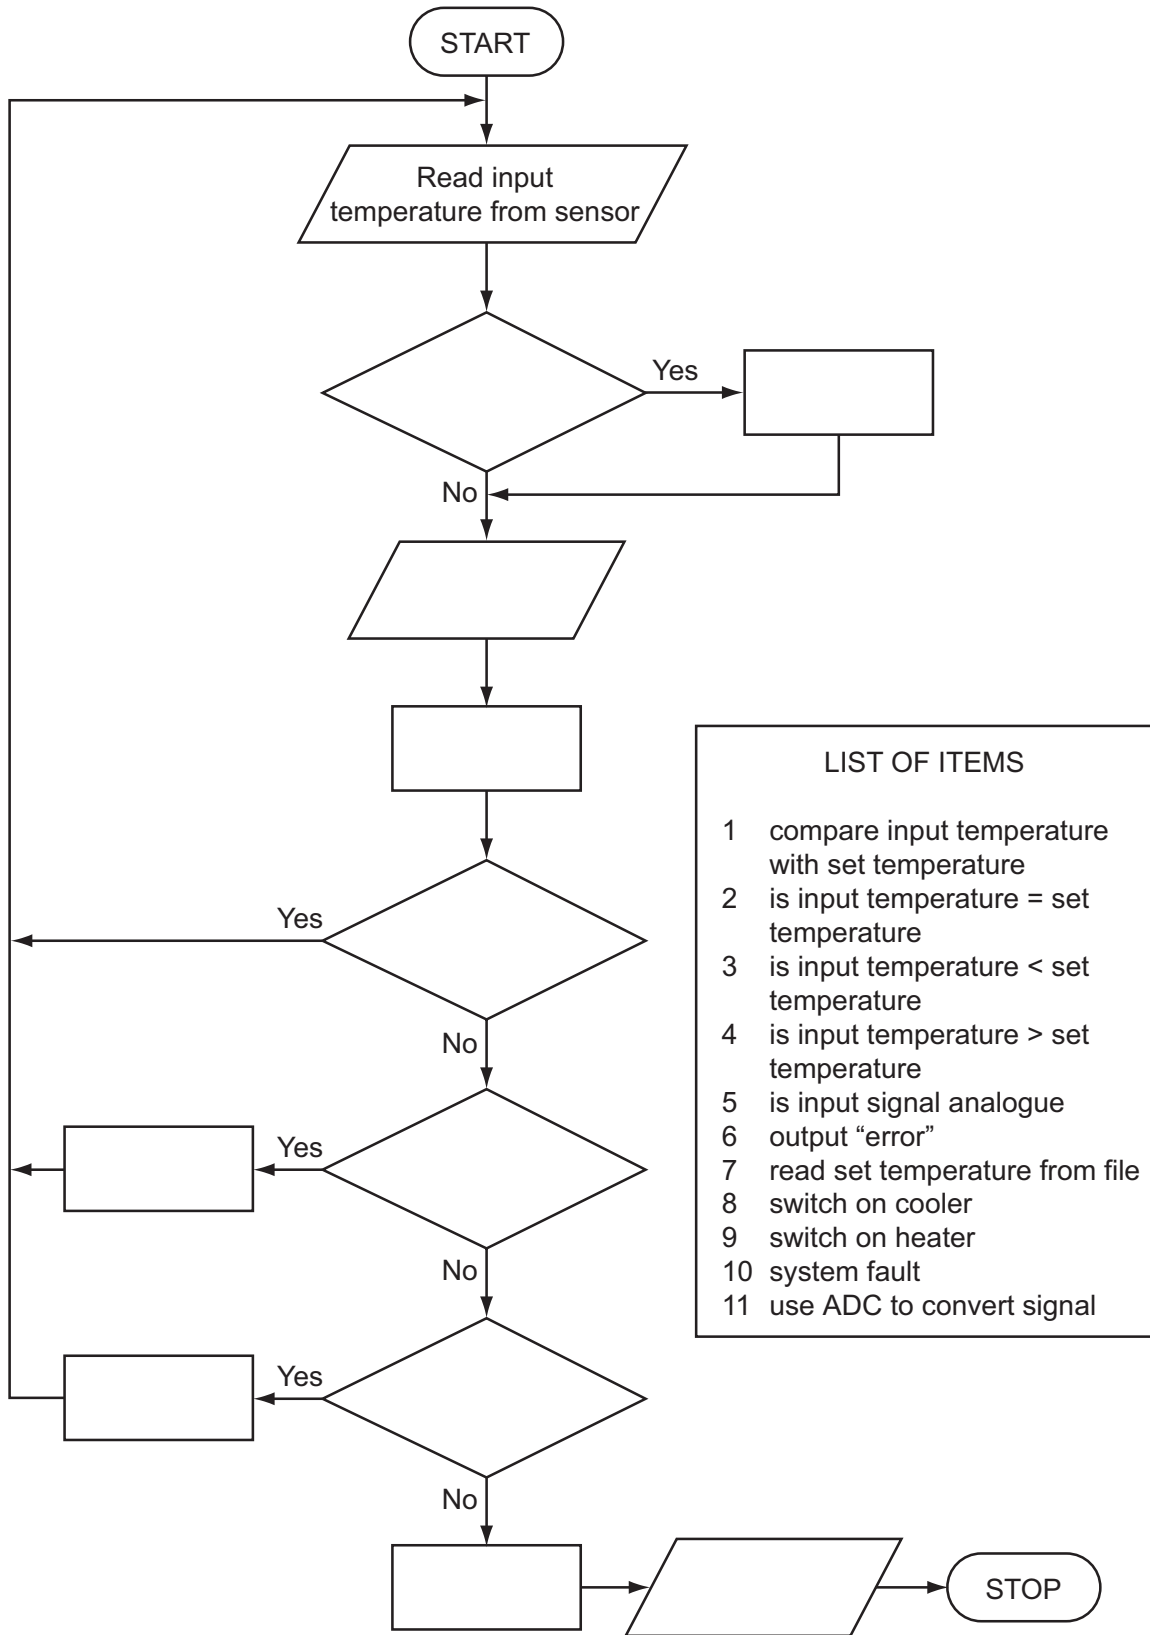 START
Read input
temperature from sensor
Yes
No
LIST OF ITEMS
1 compare input temperature
with set temperature
2 is input temperature = set
temperature
3 is input temperature < set
temperature
4 is input temperature > set
temperature
5 is input signal analogue
6 output “error”
7 read set temperature from file
8 switch on cooler
9 switch on heater
10 system fault
11 use ADC to convert signal
Yes
No
Yes
No
Yes
No
STOP